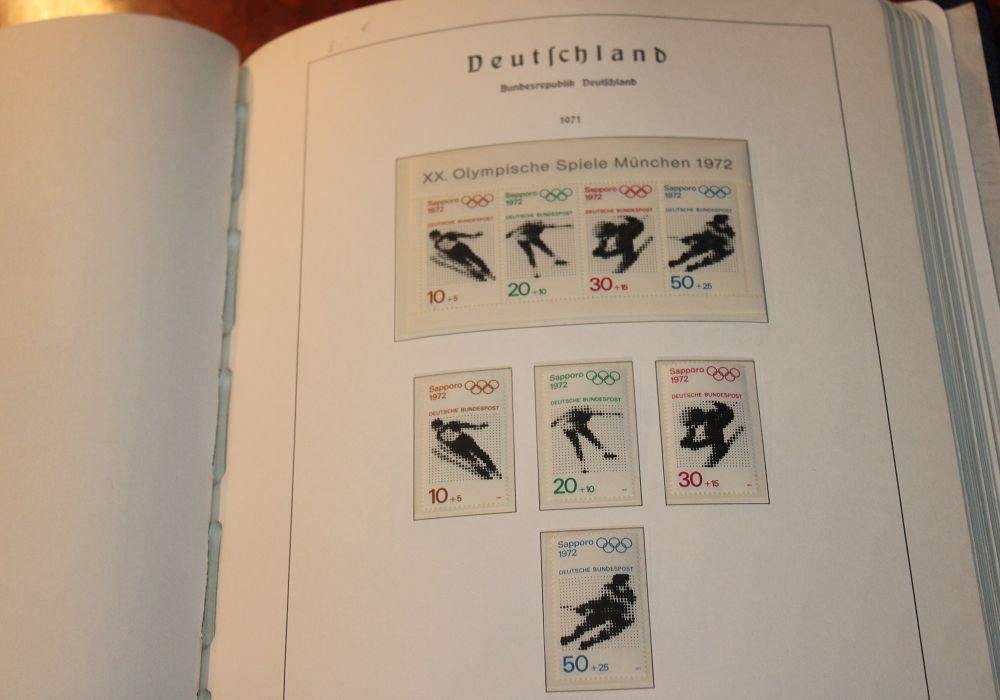 Deutſchland
Bundesrepublik Deutſchland
1971
XX. Olympische Spiele München 1972
Sapporo
1972
DEUTSCHE BUNDESPOST
10 +5
Sapporo
1972
DEUTSCHE BUNDESPOST
20 +10
Sapporo
1972
DEUTSCHE BUNDESPOST
30 +15
Sapporo
1972
DEUTSCHE BUNDESPOST
50 +25
Sapporo
1972
DEUTSCHE BUNDESPOST
10 +5
Sapporo
1972
DEUTSCHE BUNDESPOST
20 +10
Sapporo
1972
DEUTSCHE BUNDESPOST
30 +15
Sapporo
1972
DEUTSCHE BUNDESPOST
50 +25